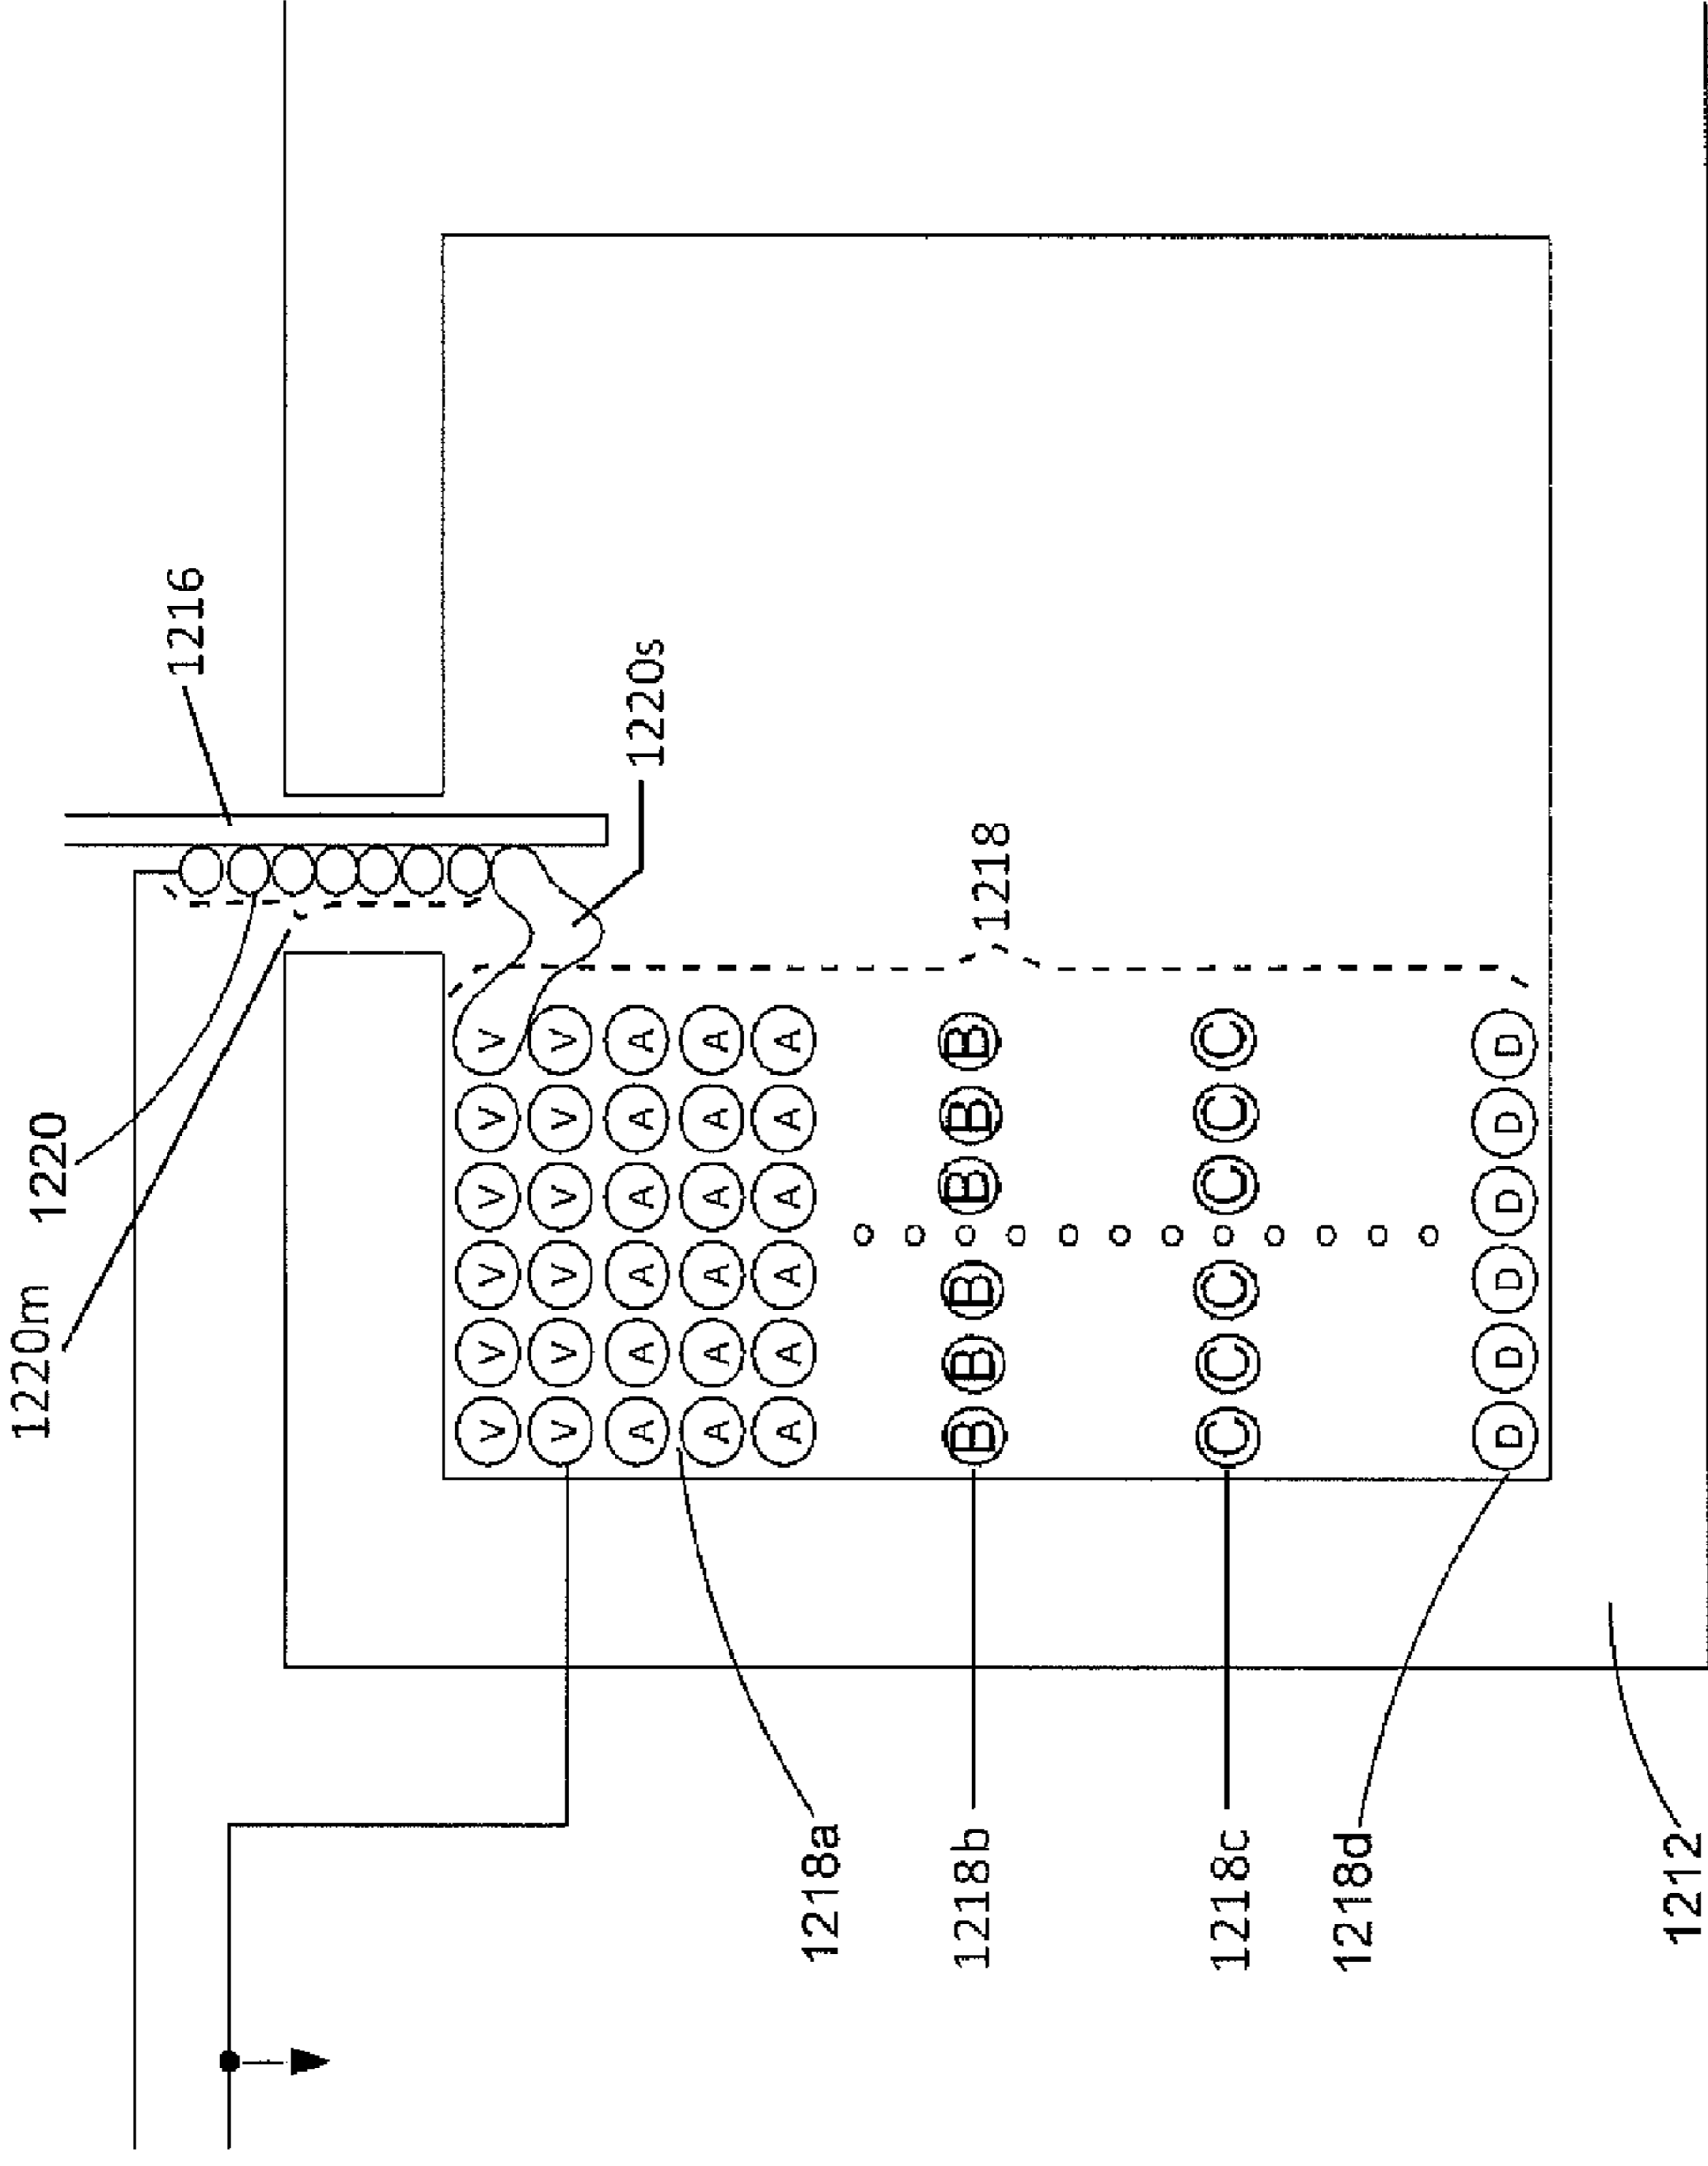 1220m
1220
1216
V V V V V V
V V V V V V
A A A A A A
1220s
A A A A A A
A A A A A A
1218a
1218b
B B B B B B
1218
1218c
C C C C C C
1218d
D D D D D D
1212